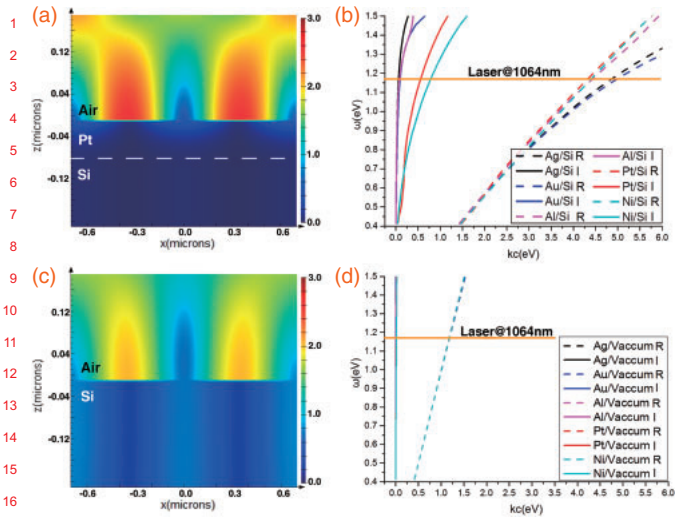 1
2
3
4
5
6
7
8
9
10
11
12
13
14
15
16
(a)
z(microns)
0.12
0.04
-0.04
-0.12
Air
Pt
Si
-0.6 -0.3 0.0 0.3 0.6
x(microns)
3.0
2.0
1.0
0.0
(b)
ω(eV)
1.5
1.4
1.3
1.2
1.1
1.0
0.9
0.8
0.7
0.6
0.5
0.4
Laser@1064nm
Ag/Si R Al/Si I
Ag/Si I Pt/Si R
Au/Si R Pt/Si I
Au/Si I Ni/Si R
Al/Si R Ni/Si I
0.0 0.5 1.0 1.5 2.0 2.5 3.0 3.5 4.0 4.5 5.0 5.5 6.0
kc(eV)
(c)
z(microns)
0.12
0.04
-0.04
-0.12
Air
Si
-0.6 -0.3 0.0 0.3 0.6
x(microns)
3.0
2.0
1.0
0.0
(d)
ω(eV)
1.5
1.4
1.3
1.2
1.1
1.0
0.9
0.8
0.7
0.6
0.5
0.4
Laser@1064nm
Ag/Vaccum R
Ag/Vaccum I
Au/Vaccum R
Au/Vaccum I
Al/Vaccum R
Al/Vaccum I
Pt/Vaccum R
Pt/Vaccum I
Ni/Vaccum R
Ni/Vaccum I
0.0 0.5 1.0 1.5 2.0 2.5 3.0 3.5 4.0 4.5 5.0 5.5 6.0
kc(eV)